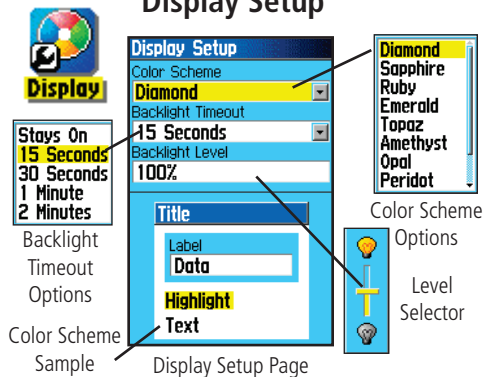 Display Setup
Display
Display Setup
Color Scheme
Diamond
Backlight Timeout
15 Seconds
Backlight Level
100%
Title
Label
Data
Highlight
Text
Stays On
15 Seconds
30 Seconds
1 Minute
2 Minutes
Backlight
Timeout
Options
Color Scheme
Sample
Display Setup Page
Diamond
Sapphire
Ruby
Emerald
Topaz
Amethyst
Opal
Peridot
Color Scheme
Options
Level
Selector